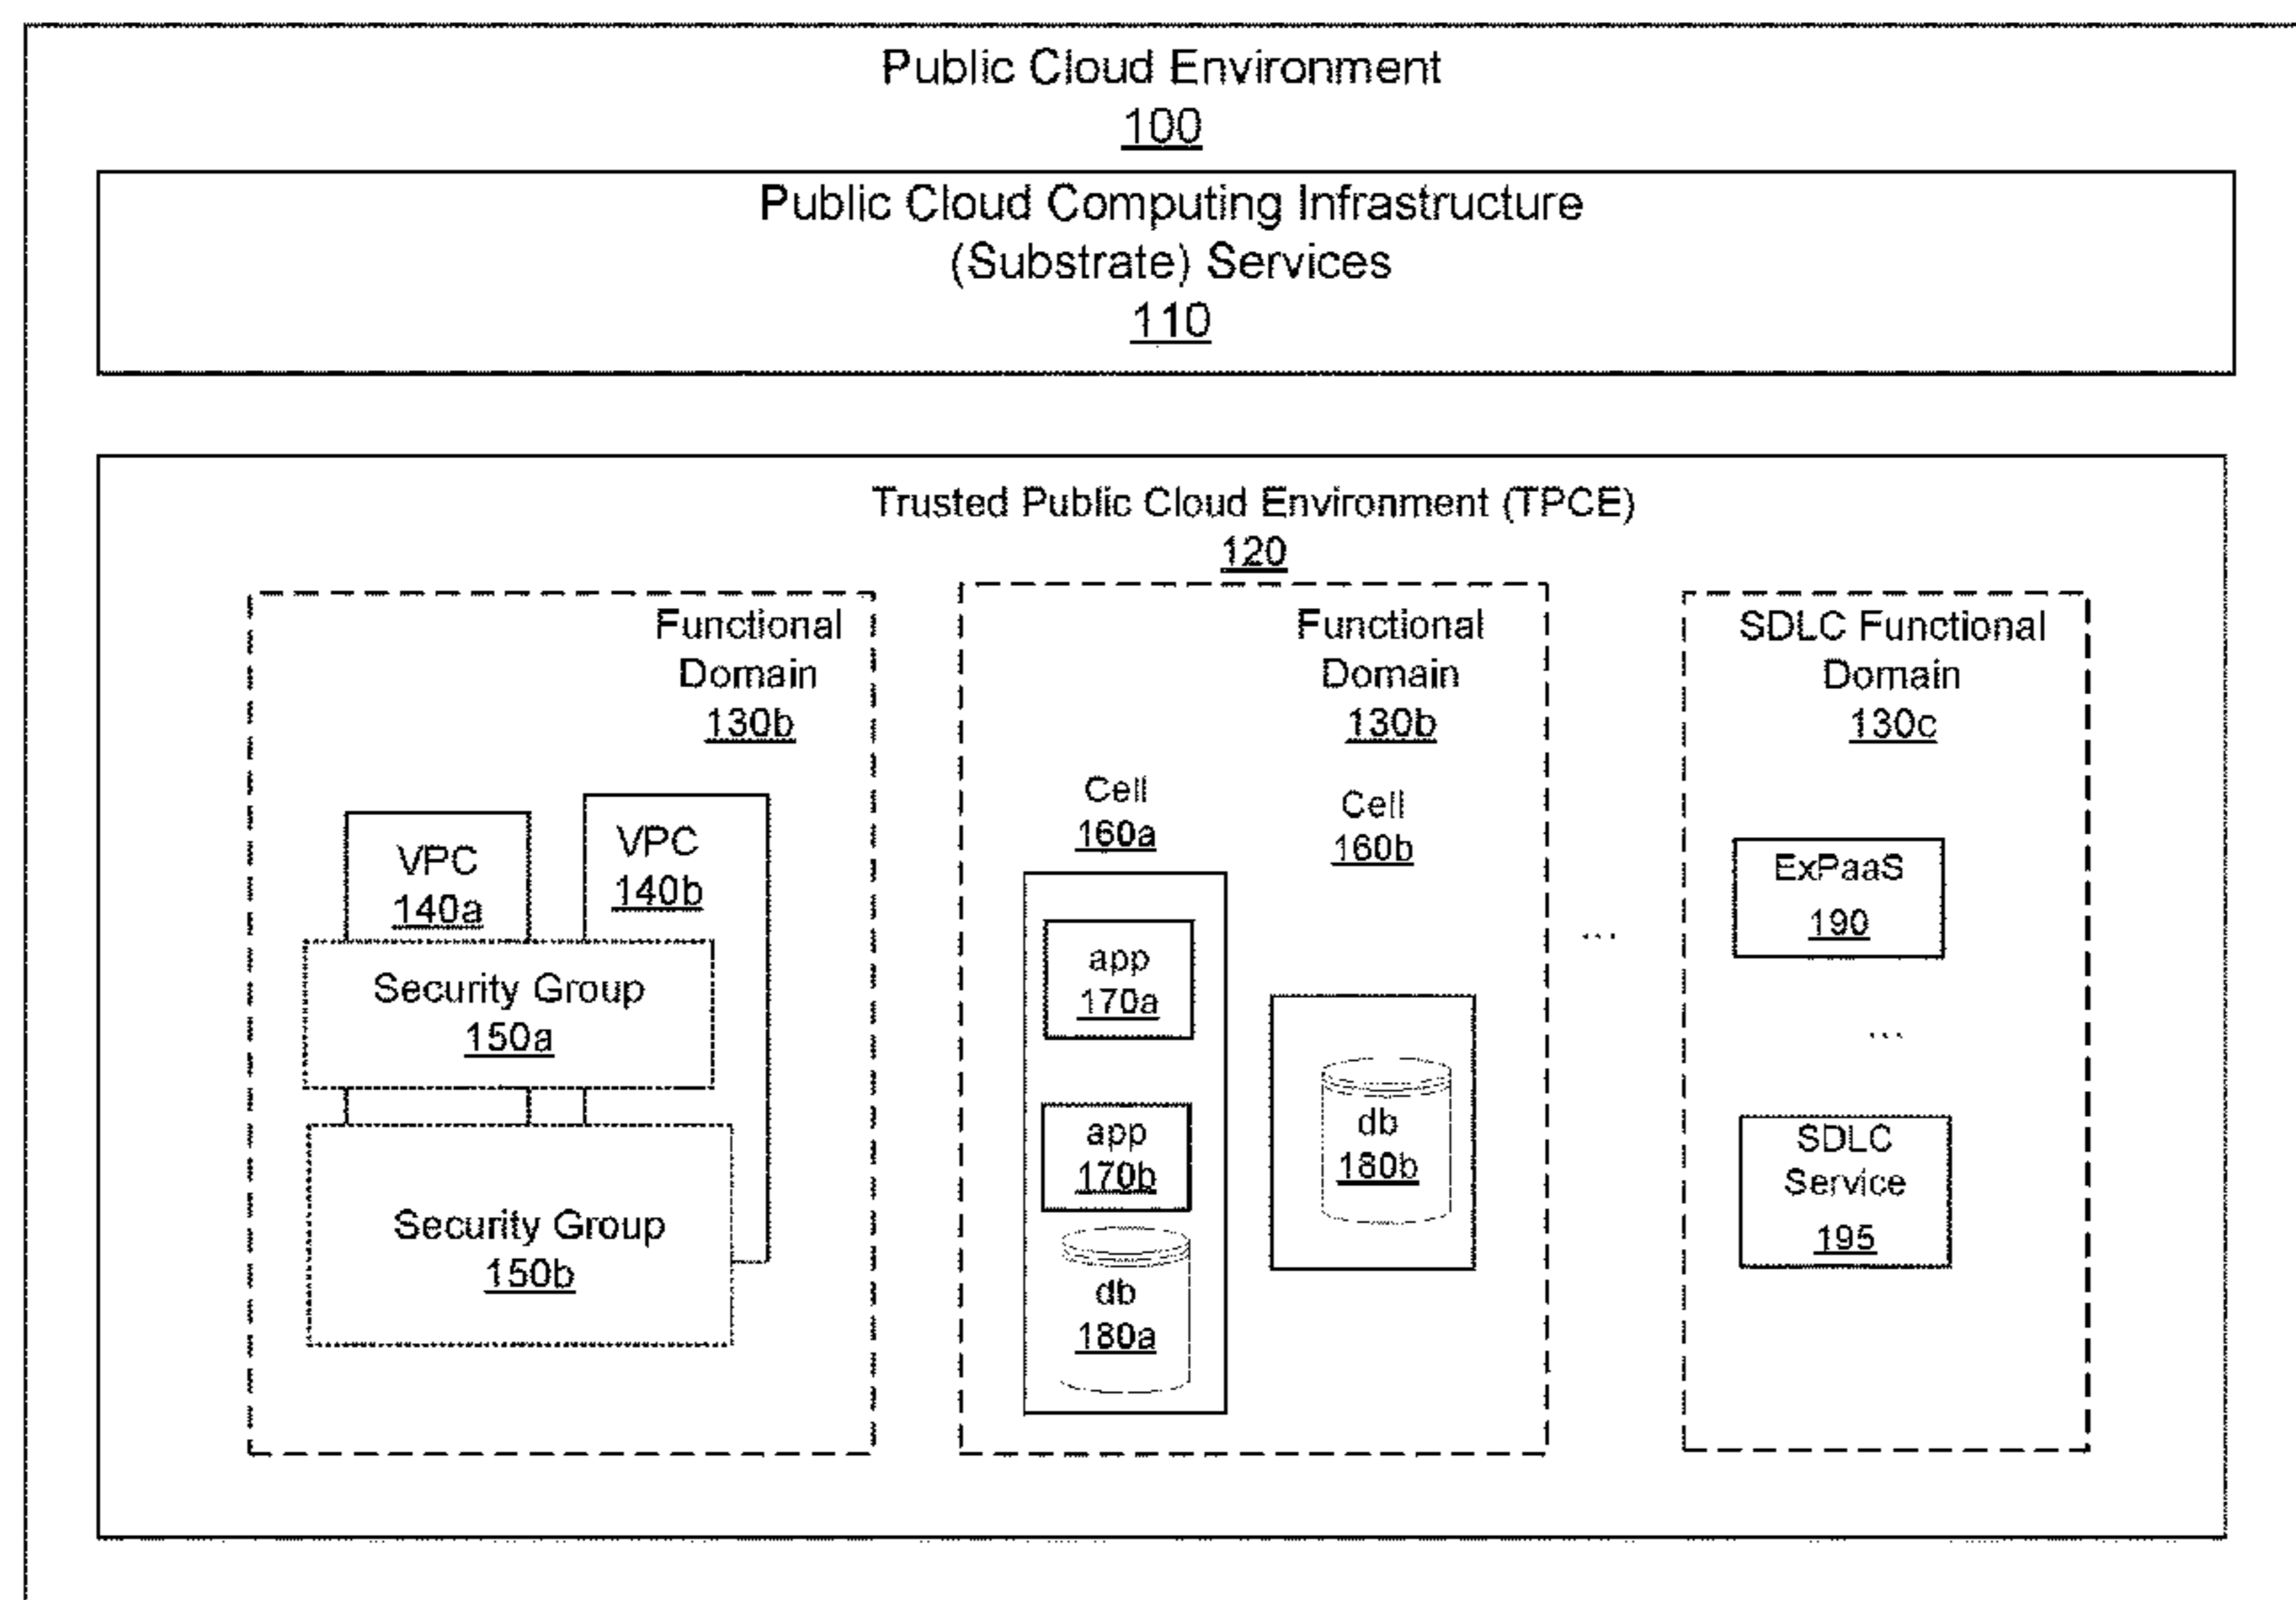 Public Cloud Environment
100
Public Cloud Computing Infrastructure
(Substrate) Services
110
Trusted Public Cloud Environment (TPCE)
120
Functional
Domain
130b
VPC
140a
VPC
140b
Security Group
150a
Security Group
150b
Functional
Domain
130b
Cell
160a
Cell
160b
app
170a
app
170b
db
180a
db
180b
...
SDLC Functional
Domain
130c
ExPaaS
190
...
SDLC
Service
195